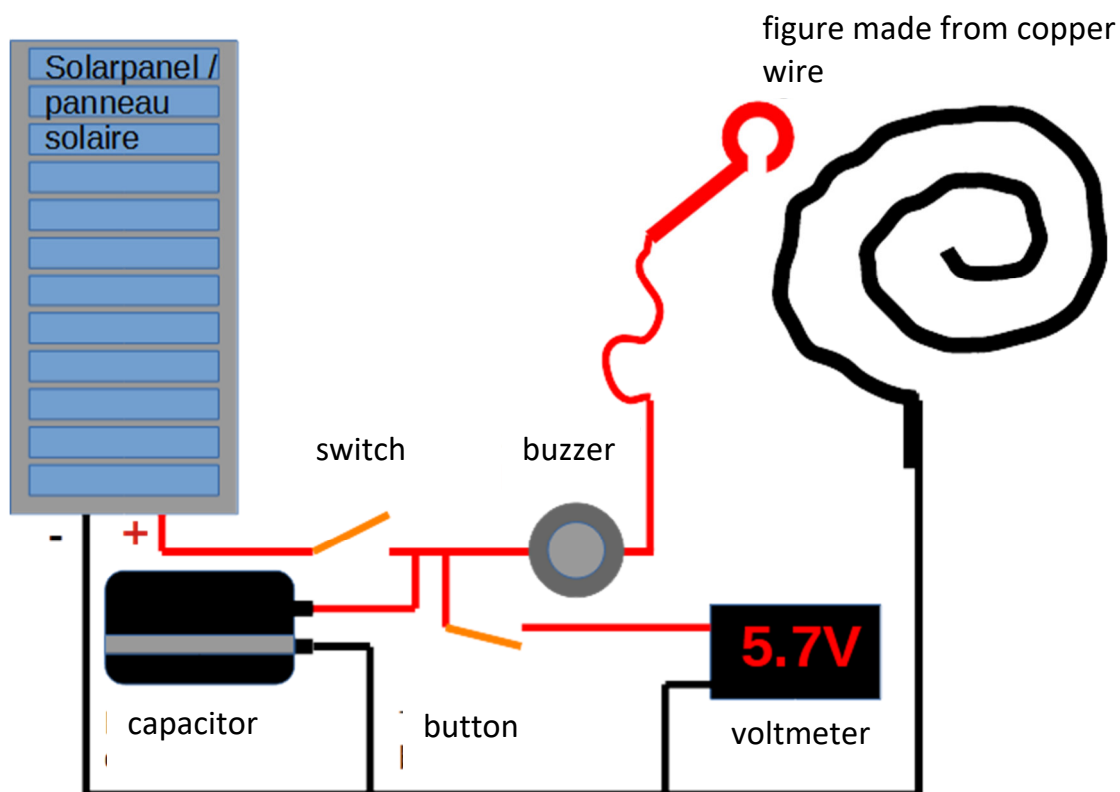 figure made from copper
wire
Solarpanel /
panneau
solaire
switch
buzzer
-
+
5.7V
capacitor
button
voltmeter